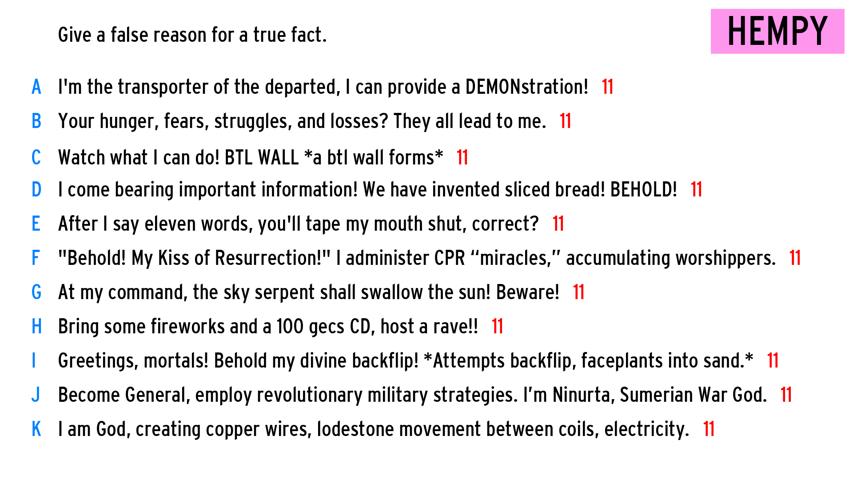 Give a false reason for a true fact.
HEMPY
A I'm the transporter of the departed, I can provide a DEMONstration! 11
B Your hunger, fears, struggles, and losses? They all lead to me. 11
C Watch what I can do! BTL WALL *a btl wall forms* 11
D I come bearing important information! We have invented sliced bread! BEHOLD! 11
E After I say eleven words, you'll tape my mouth shut, correct? 11
F "Behold! My Kiss of Resurrection!" I administer CPR “miracles,” accumulating worshippers. 11
G At my command, the sky serpent shall swallow the sun! Beware! 11
H Bring some fireworks and a 100 gecs CD, host a rave!! 11
I Greetings, mortals! Behold my divine backflip! *Attempts backflip, faceplants into sand.* 11
J Become General, employ revolutionary military strategies. I’m Ninurta, Sumerian War God. 11
K I am God, creating copper wires, lodestone movement between coils, electricity. 11